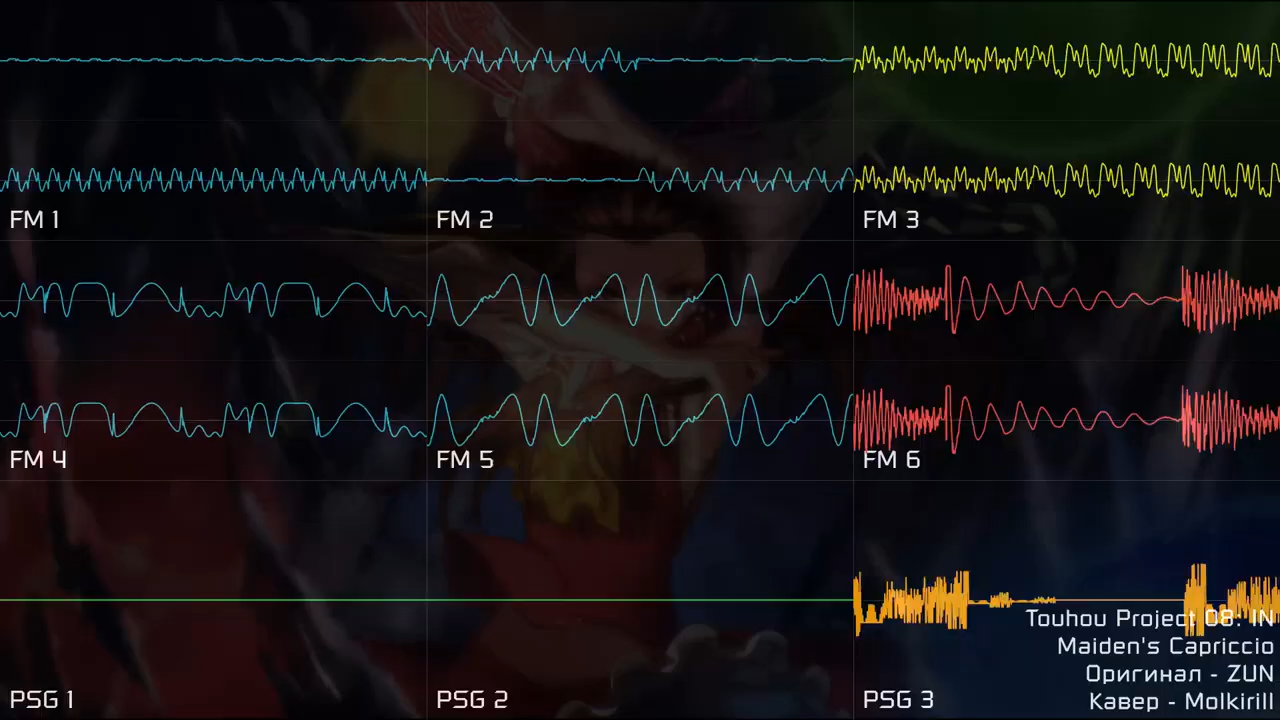 FM 1
FM 2
FM 3
FM 4
FM 5
FM 6
PSG 1
PSG 2
PSG 3
Touhou Project 08: IN
Maiden's Capriccio
Оригинал - ZUN
Кавер - Molkirill